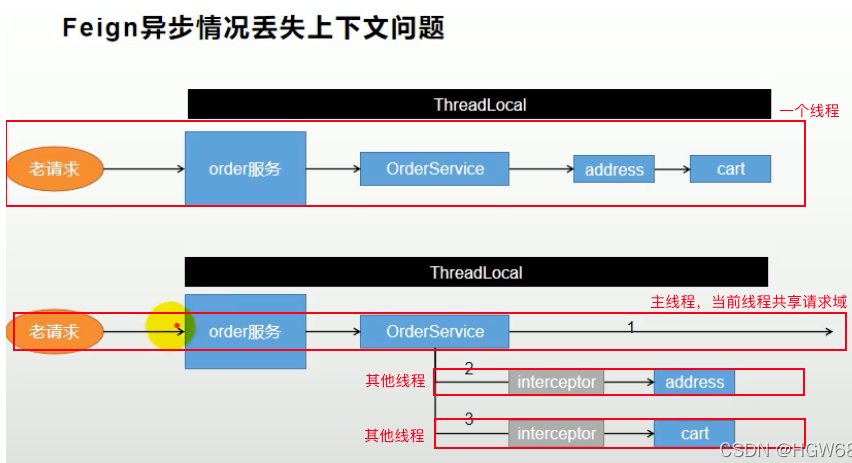 Feign异步情况丢失上下文问题
ThreadLocal
一个线程
老请求
order服务
OrderService
address
cart
ThreadLocal
主线程，当前线程共享请求域
老请求
order服务
OrderService
1
其他线程
2
interceptor
address
其他线程
3
interceptor
cart
CSDN @HGW68